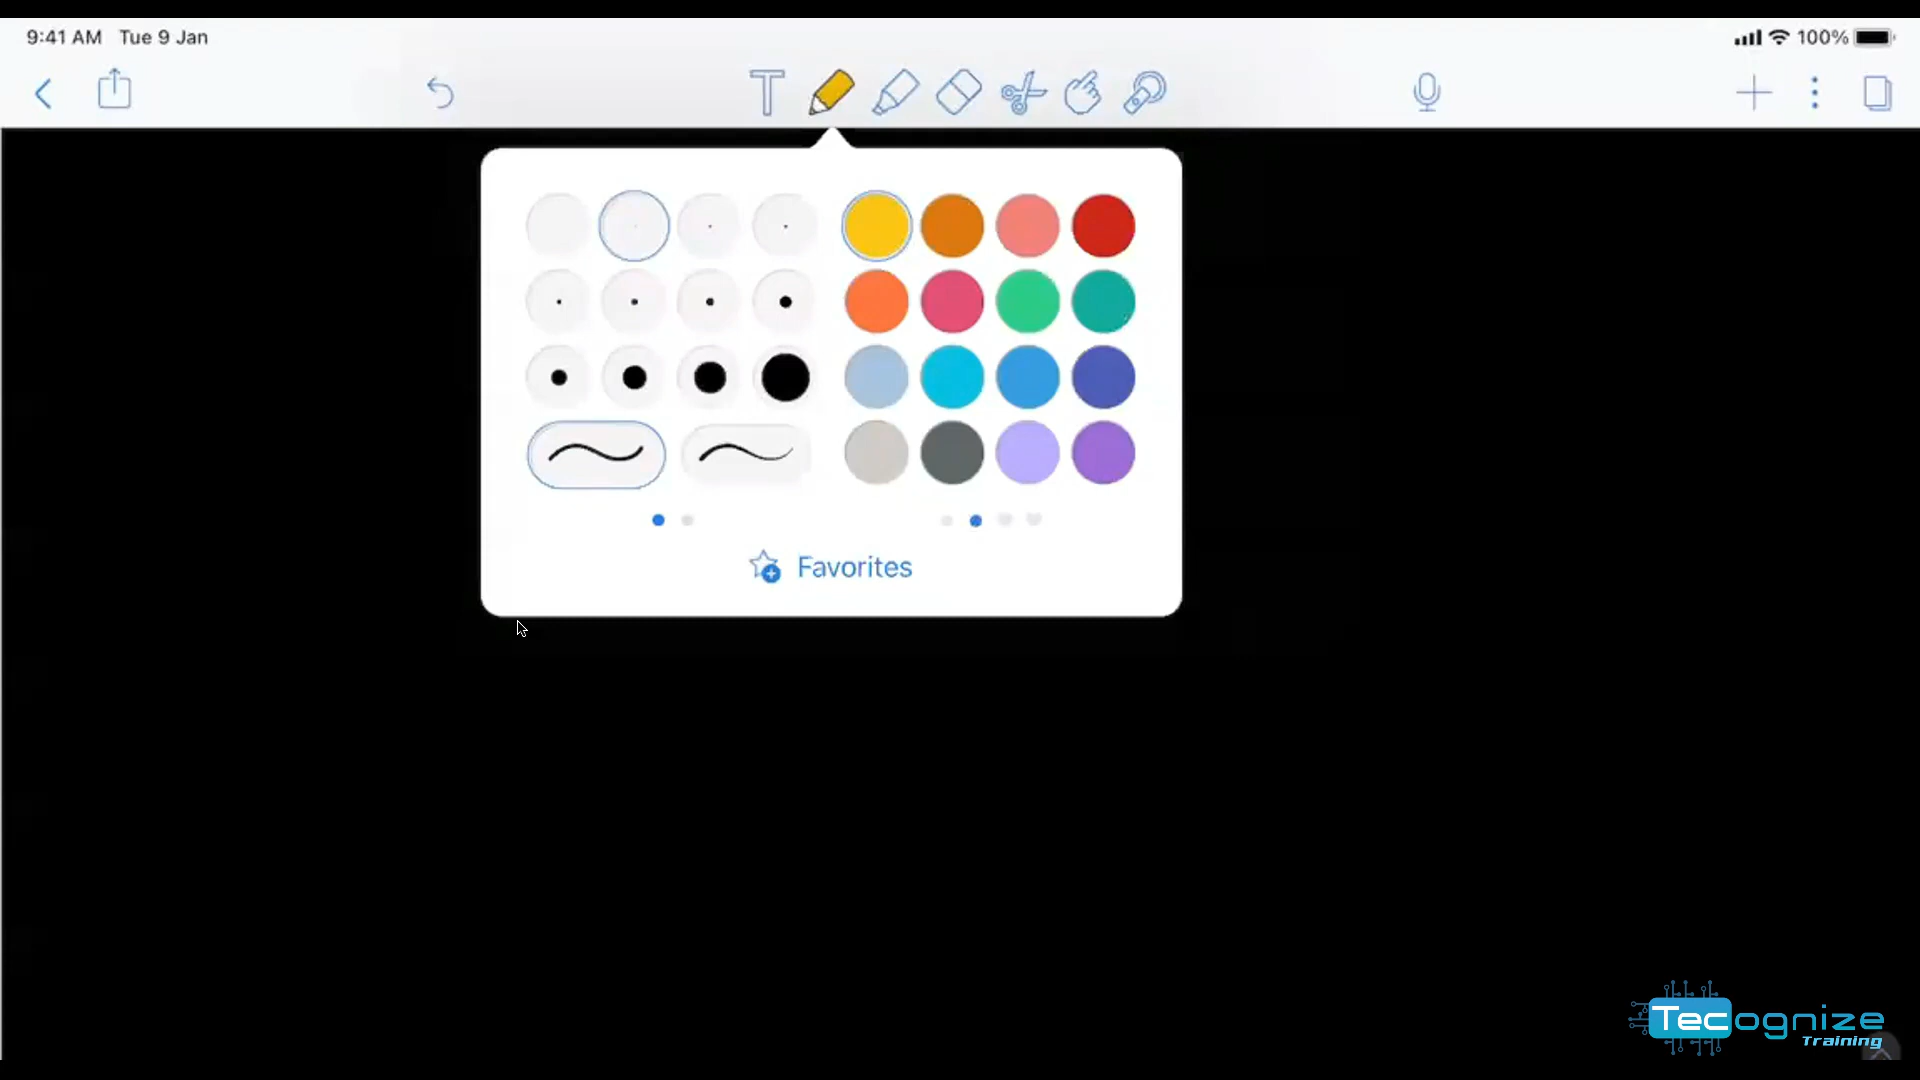 9:41 AM Tue 9 Jan
100%
T
Favorites
Tecognize
Training